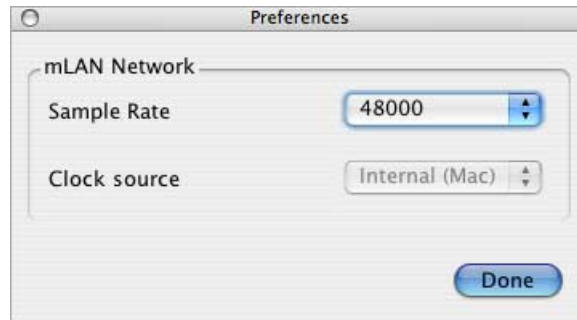 Preferences
mLAN Network
Sample Rate 48000
Clock source Internal (Mac)
Done